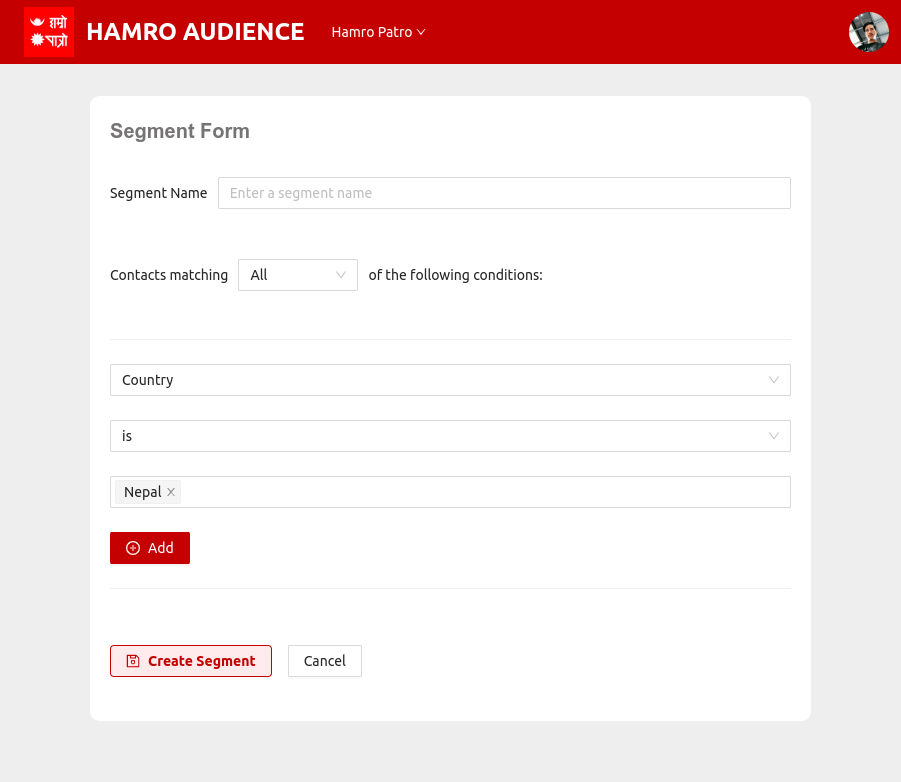 हाम्रो
पात्रो
HAMRO AUDIENCE
Hamro Patro
Segment Form
Segment Name
Enter a segment name
Contacts matching All of the following conditions:
Country
is
Nepal
Add
Create Segment
Cancel